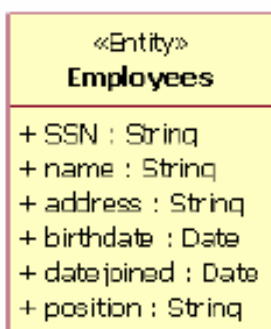 «Entity»
Employees
+ SSN : String
+ name : String
+ address : String
+ birthdate : Date
+ datejoined : Date
+ position : String